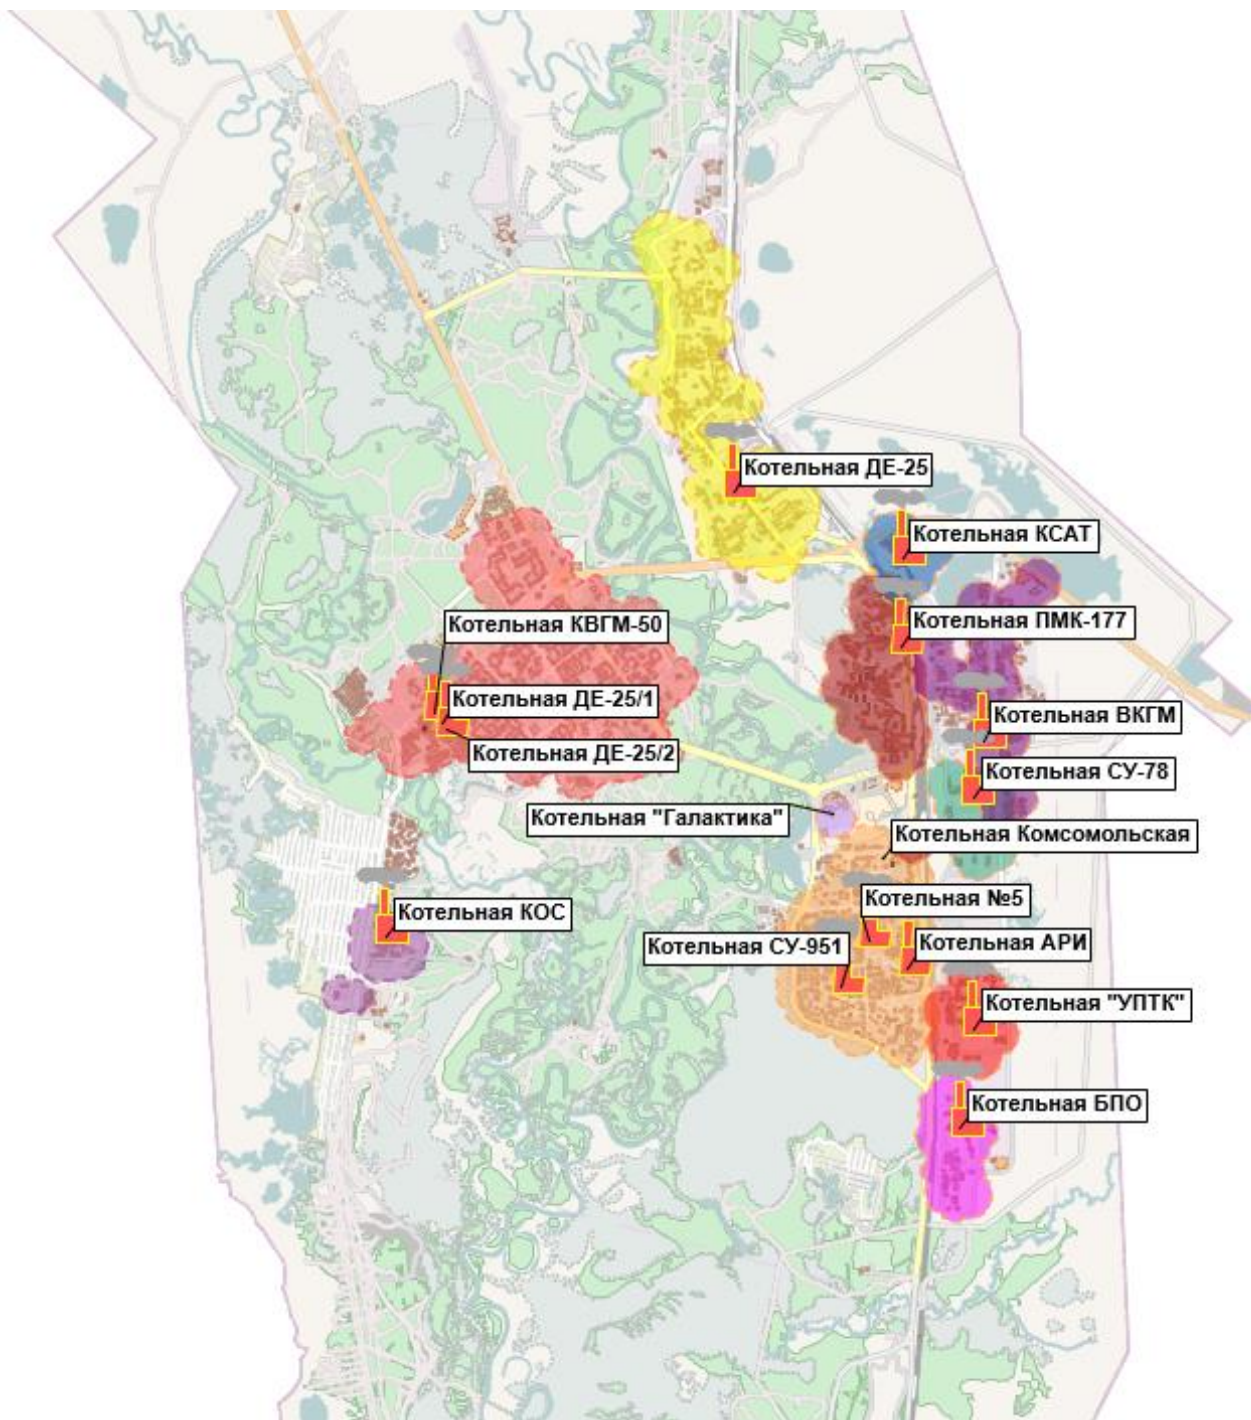 Котельная ДЕ-25
Котельная КСАТ
Котельная ПМК-177
Котельная КВГМ-50
Котельная ДЕ-25/1
Котельная ВКГМ
Котельная ДЕ-25/2
Котельная СУ-78
Котельная "Галактика"
Котельная Комсомольская
Котельная №5
Котельная КОС
Котельная СУ-951
Котельная АРИ
Котельная "УПТК"
Котельная БПО